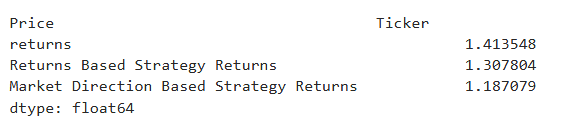 Price Ticker
returns 1.413548
Returns Based Strategy Returns 1.307804
Market Direction Based Strategy Returns 1.187079
dtype: float64